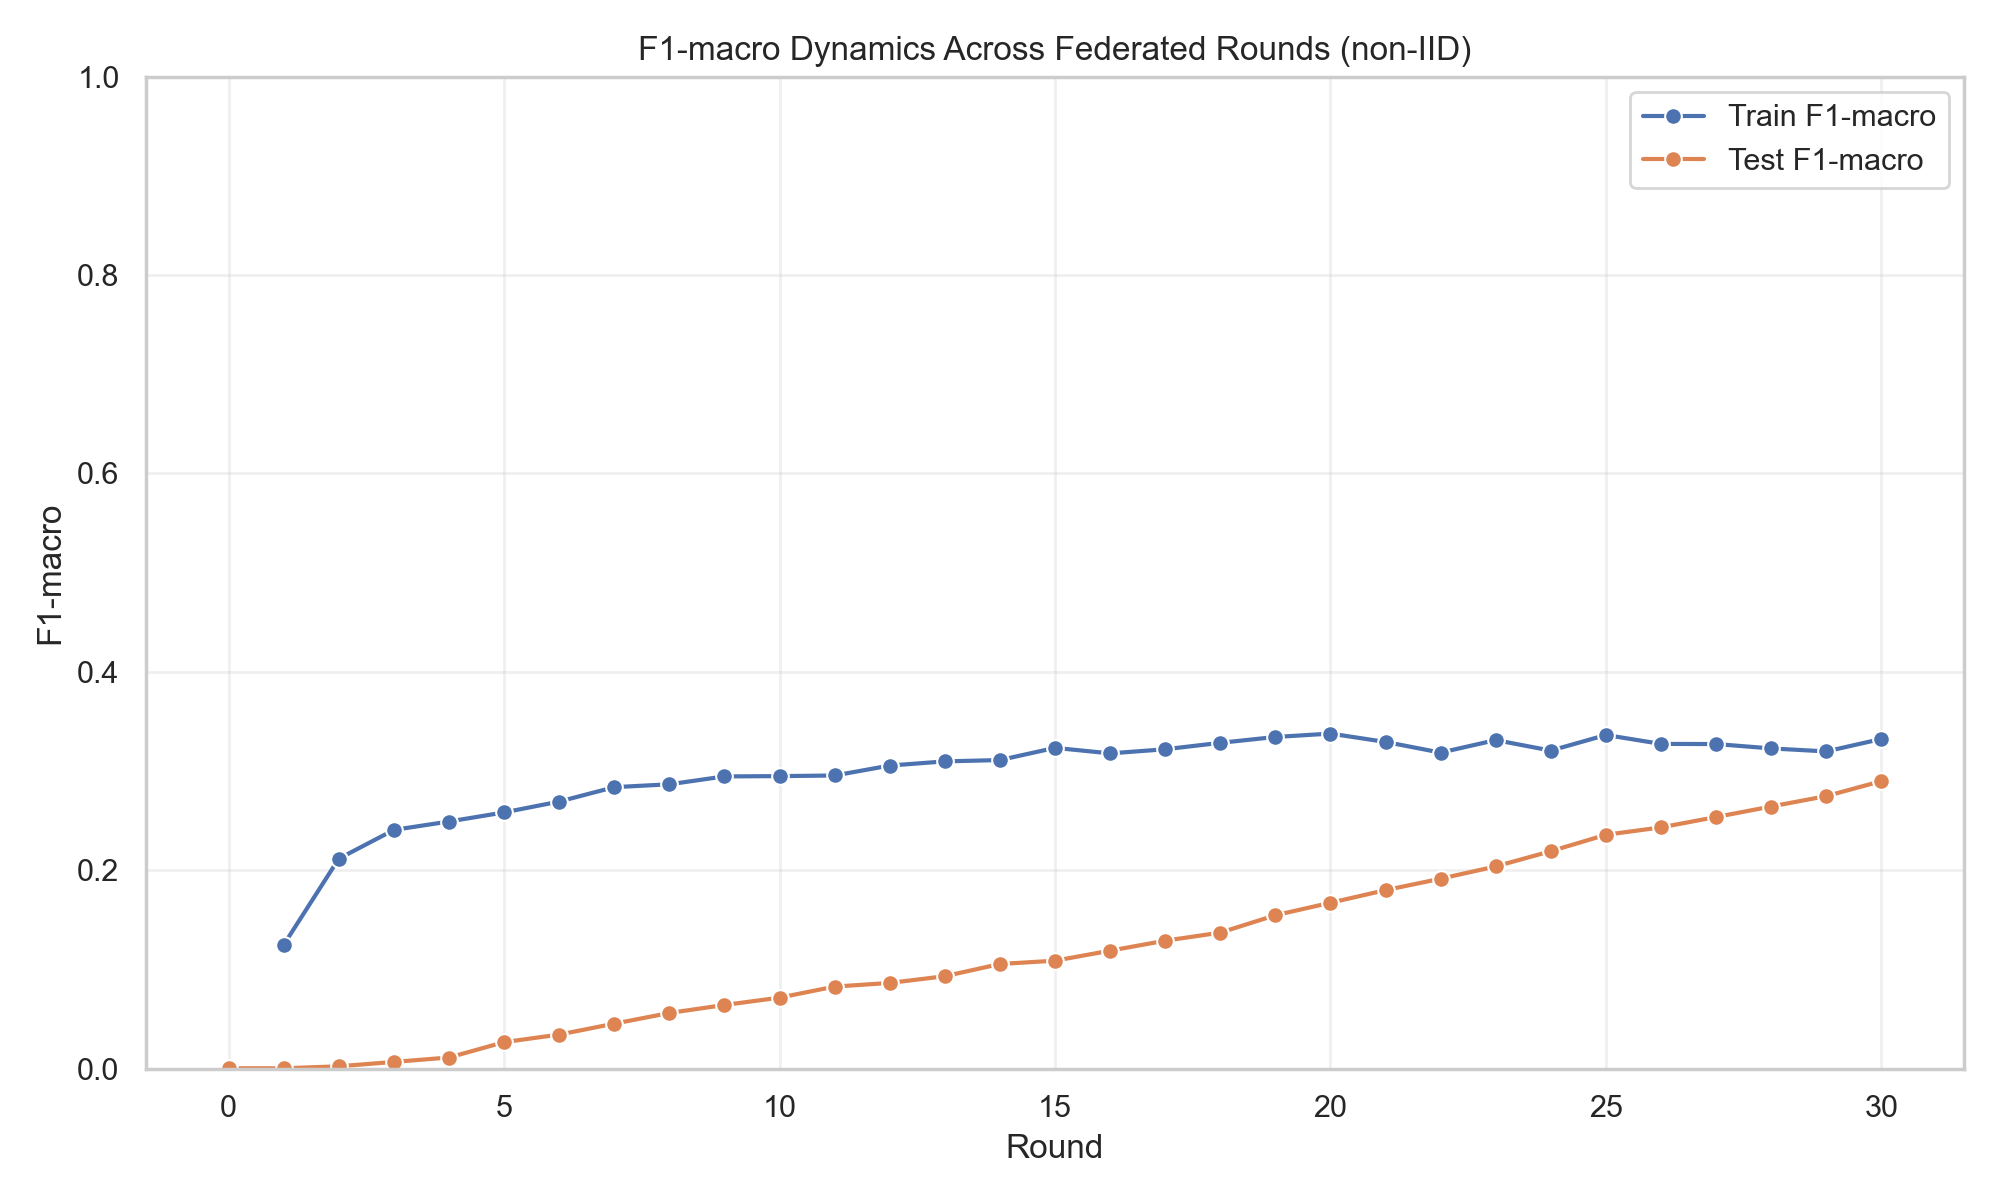 F1-macro Dynamics Across Federated Rounds (non-IID)
Train F1-macro
Test F1-macro
F1-macro
1.0
0.8
0.6
0.4
0.2
0.0
0 5 10 15 20 25 30
Round